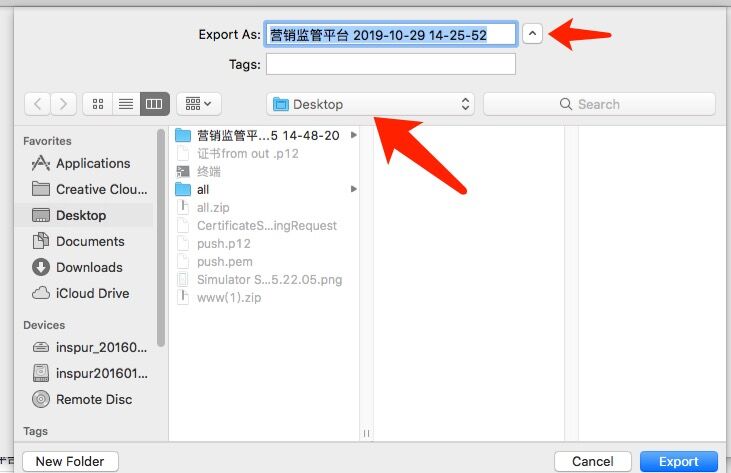 Export As: 营销监管平台 2019-10-29 14-25-52
Tags:
Desktop
Search
Favorites
Applications
Creative Clou...
Desktop
Documents
Downloads
iCloud Drive
Devices
inspur_20160...
inspur201601...
Remote Disc
Tags
营销监管平...5 14-48-20
证书from out .p12
终端
all
all.zip
CertificateS...ingRequest
push.p12
push.pem
Simulator S...5.22.05.png
www(1).zip
New Folder
Cancel
Export